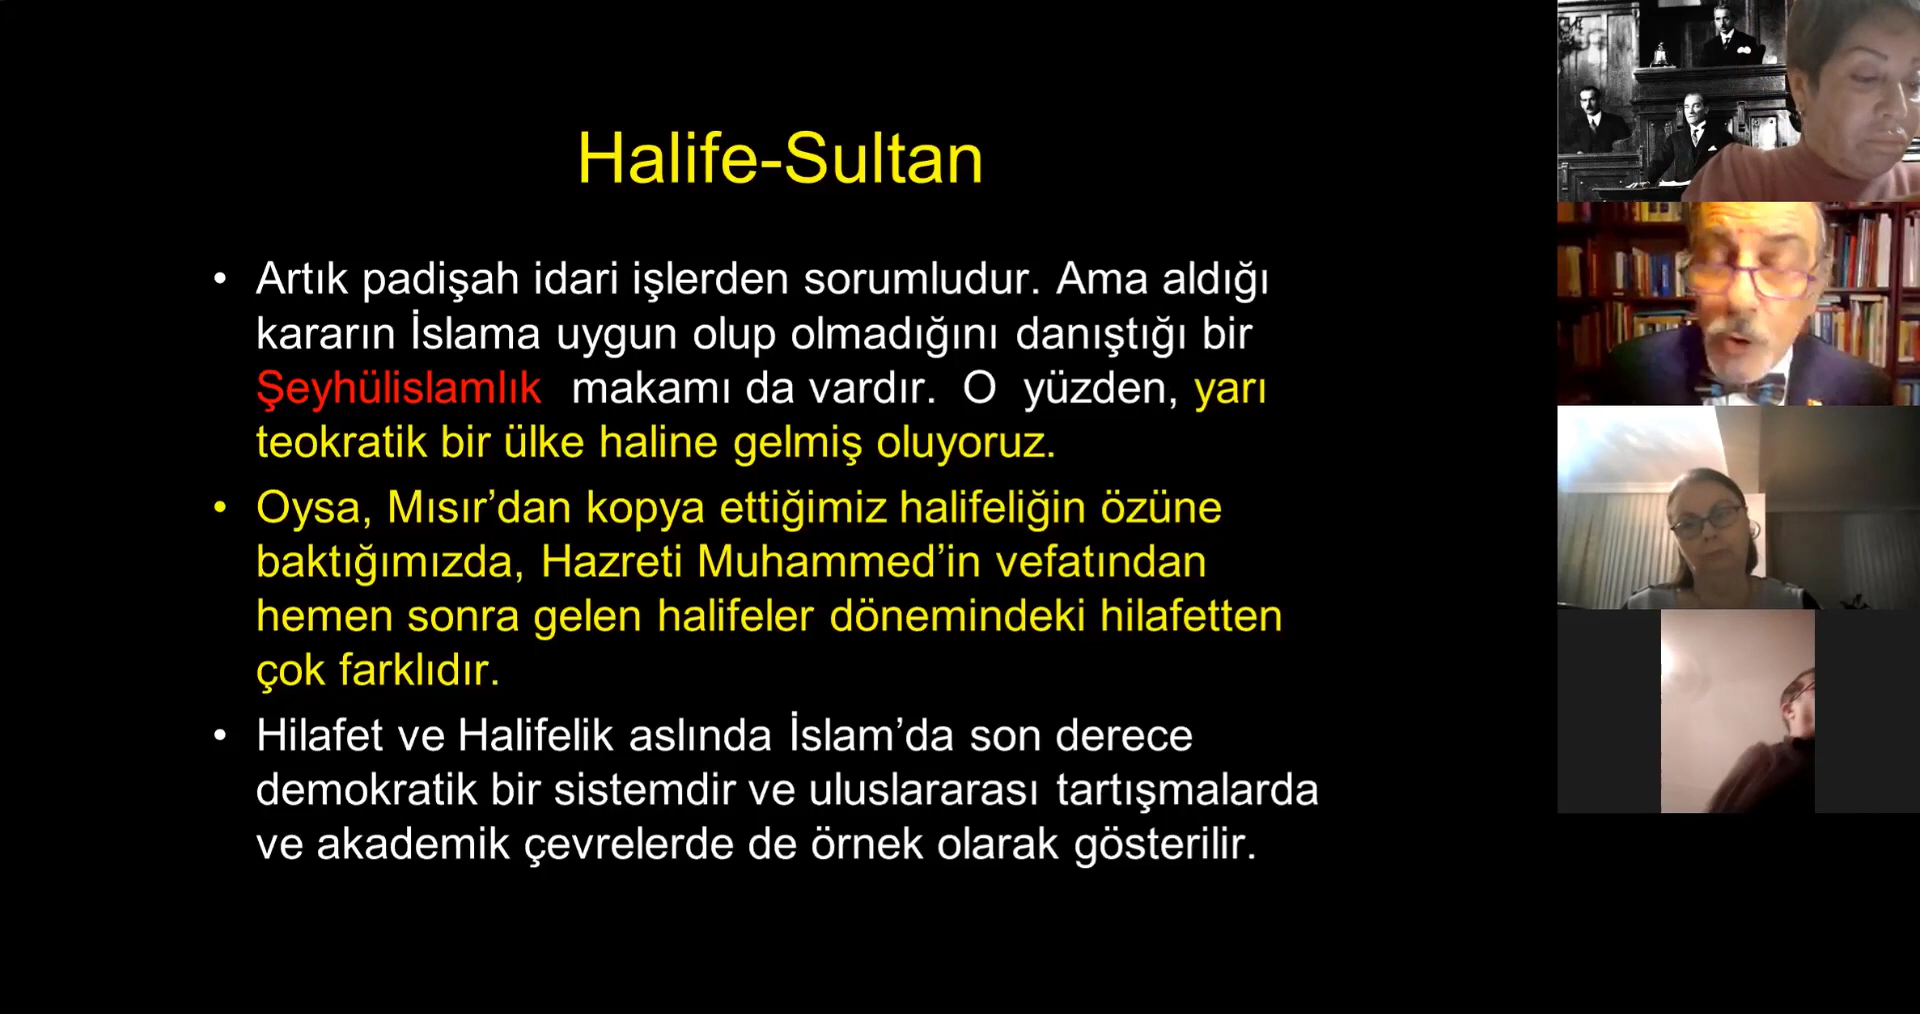 Halife-Sultan
• Artık padişah idari işlerden sorumludur. Ama aldığı
kararın İslama uygun olup olmadığını danıştığı bir
Şeyhülislamlık makamı da vardır. O yüzden, yarı
teokratik bir ülke haline gelmiş oluyoruz.
• Oysa, Mısır’dan kopya ettiğimiz halifeliğin özüne
baktığımızda, Hazreti Muhammed’in vefatından
hemen sonra gelen halifeler dönemindeki hilafetten
çok farklıdır.
• Hilafet ve Halifelik aslında İslam’da son derece
demokratik bir sistemdir ve uluslararası tartışmalarda
ve akademik çevrelerde de örnek olarak gösterilir.